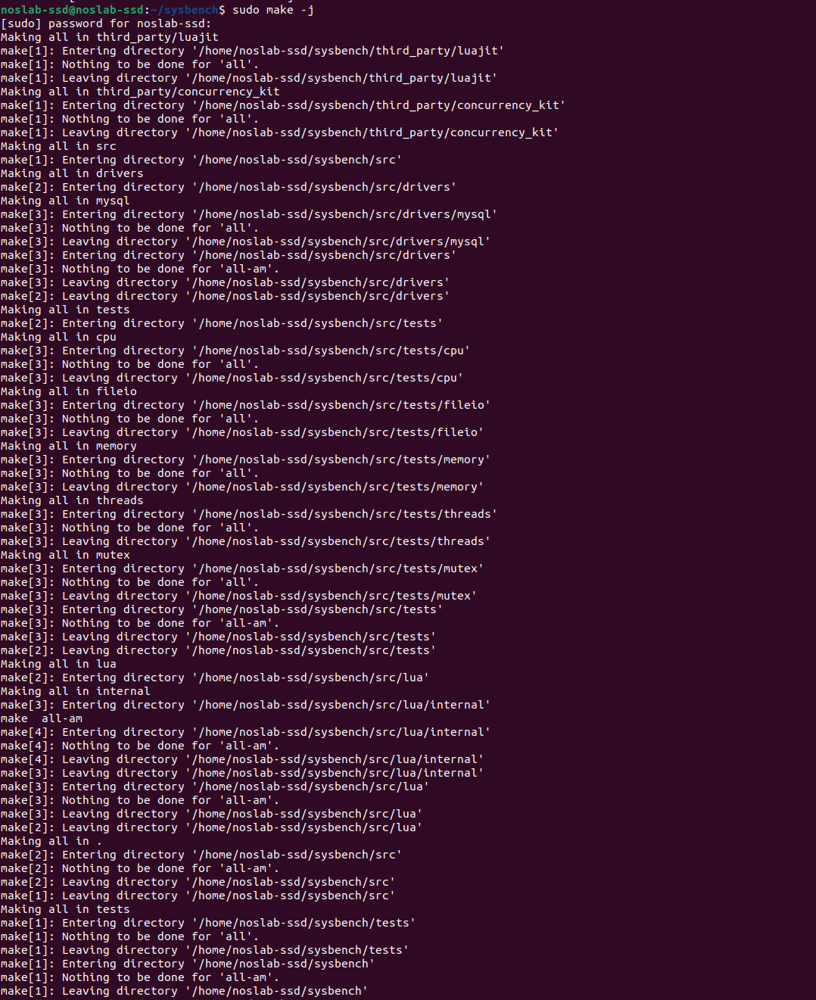 noslab-ssd@noslab-ssd:~/sysbench$ sudo make -j
[sudo] password for noslab-ssd:
Making all in third_party/luajit
make[1]: Entering directory '/home/noslab-ssd/sysbench/third_party/luajit'
make[1]: Nothing to be done for 'all'.
make[1]: Leaving directory '/home/noslab-ssd/sysbench/third_party/luajit'
Making all in third_party/concurrency_kit
make[1]: Entering directory '/home/noslab-ssd/sysbench/third_party/concurrency_kit'
make[1]: Nothing to be done for 'all'.
make[1]: Leaving directory '/home/noslab-ssd/sysbench/third_party/concurrency_kit'
Making all in src
make[1]: Entering directory '/home/noslab-ssd/sysbench/src'
Making all in drivers
make[2]: Entering directory '/home/noslab-ssd/sysbench/src/drivers'
Making all in mysql
make[3]: Entering directory '/home/noslab-ssd/sysbench/src/drivers/mysql'
make[3]: Nothing to be done for 'all'.
make[3]: Leaving directory '/home/noslab-ssd/sysbench/src/drivers/mysql'
make[3]: Entering directory '/home/noslab-ssd/sysbench/src/drivers'
make[3]: Nothing to be done for 'all-am'.
make[3]: Leaving directory '/home/noslab-ssd/sysbench/src/drivers'
make[2]: Leaving directory '/home/noslab-ssd/sysbench/src/drivers'
Making all in tests
make[2]: Entering directory '/home/noslab-ssd/sysbench/src/tests'
Making all in cpu
make[3]: Entering directory '/home/noslab-ssd/sysbench/src/tests/cpu'
make[3]: Nothing to be done for 'all'.
make[3]: Leaving directory '/home/noslab-ssd/sysbench/src/tests/cpu'
Making all in fileio
make[3]: Entering directory '/home/noslab-ssd/sysbench/src/tests/fileio'
make[3]: Nothing to be done for 'all'.
make[3]: Leaving directory '/home/noslab-ssd/sysbench/src/tests/fileio'
Making all in memory
make[3]: Entering directory '/home/noslab-ssd/sysbench/src/tests/memory'
make[3]: Nothing to be done for 'all'.
make[3]: Leaving directory '/home/noslab-ssd/sysbench/src/tests/memory'
Making all in threads
make[3]: Entering directory '/home/noslab-ssd/sysbench/src/tests/threads'
make[3]: Nothing to be done for 'all'.
make[3]: Leaving directory '/home/noslab-ssd/sysbench/src/tests/threads'
Making all in mutex
make[3]: Entering directory '/home/noslab-ssd/sysbench/src/tests/mutex'
make[3]: Nothing to be done for 'all'.
make[3]: Leaving directory '/home/noslab-ssd/sysbench/src/tests/mutex'
make[3]: Entering directory '/home/noslab-ssd/sysbench/src/tests'
make[3]: Nothing to be done for 'all-am'.
make[3]: Leaving directory '/home/noslab-ssd/sysbench/src/tests'
make[2]: Leaving directory '/home/noslab-ssd/sysbench/src/tests'
Making all in lua
make[2]: Entering directory '/home/noslab-ssd/sysbench/src/lua'
Making all in internal
make[3]: Entering directory '/home/noslab-ssd/sysbench/src/lua/internal'
make  all-am
make[4]: Entering directory '/home/noslab-ssd/sysbench/src/lua/internal'
make[4]: Nothing to be done for 'all-am'.
make[4]: Leaving directory '/home/noslab-ssd/sysbench/src/lua/internal'
make[3]: Leaving directory '/home/noslab-ssd/sysbench/src/lua/internal'
make[3]: Entering directory '/home/noslab-ssd/sysbench/src/lua'
make[3]: Nothing to be done for 'all-am'.
make[3]: Leaving directory '/home/noslab-ssd/sysbench/src/lua'
make[2]: Leaving directory '/home/noslab-ssd/sysbench/src/lua'
Making all in .
make[2]: Entering directory '/home/noslab-ssd/sysbench/src'
make[2]: Nothing to be done for 'all-am'.
make[2]: Leaving directory '/home/noslab-ssd/sysbench/src'
make[1]: Leaving directory '/home/noslab-ssd/sysbench/src'
Making all in tests
make[1]: Entering directory '/home/noslab-ssd/sysbench/tests'
make[1]: Nothing to be done for 'all'.
make[1]: Leaving directory '/home/noslab-ssd/sysbench/tests'
make[1]: Entering directory '/home/noslab-ssd/sysbench'
make[1]: Nothing to be done for 'all-am'.
make[1]: Leaving directory '/home/noslab-ssd/sysbench'